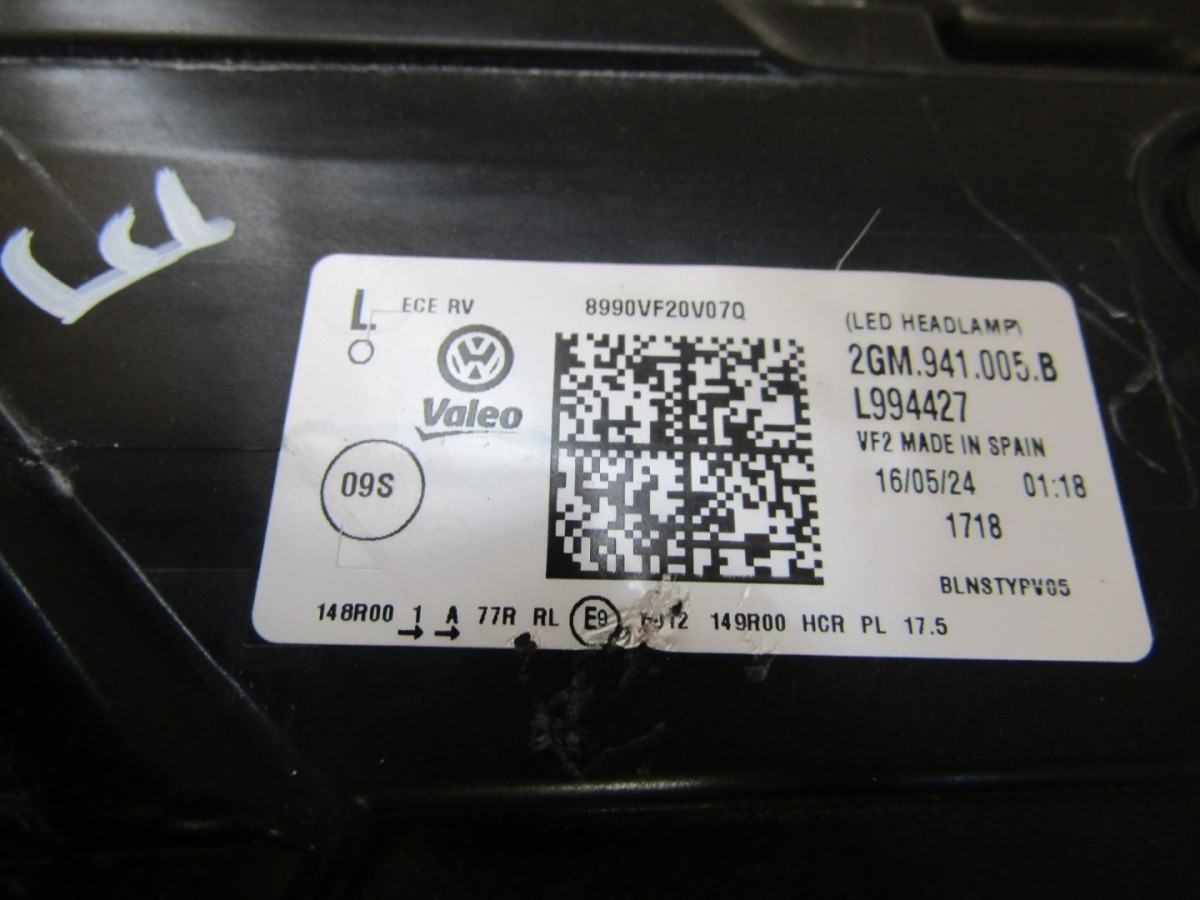 L ECE RV
8990VF20V07Q
(LED HEADLAMP)
2GM.941.005.B
L994427
VF2 MADE IN SPAIN
16/05/24 01:18
1718
BLNSTYPV05
VW
Valeo
09S
148R00 1 A 77R RL E9 149R00 HCR PL 17.5